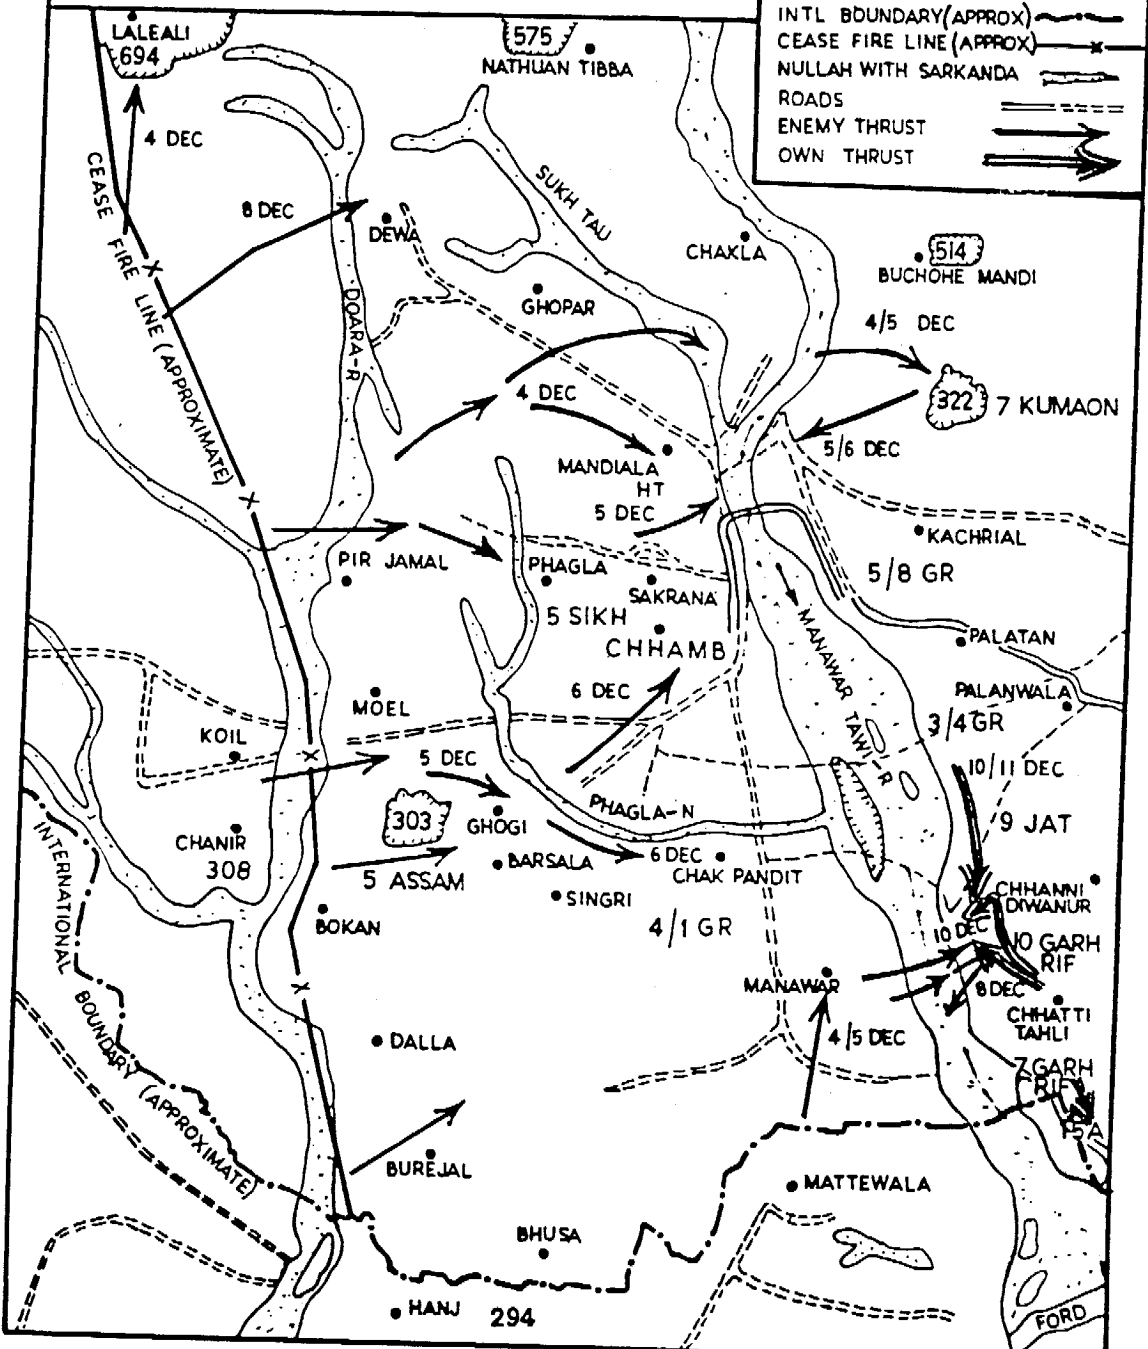 INTL BOUNDARY(APPROX)
CEASE FIRE LINE(APPROX)
NULLAH WITH SARKANDA
ROADS
ENEMY THRUST
OWN THRUST
LALEALI
694
575
NATHUAN TIBBA
4 DEC
CEASE FIRE LINE (APPROXIMATE)
8 DEC
DEWA
SUKH TAU
CHAKLA
514
BUCHOHE MANDI
GHOPAR
DOARA-R
4/5 DEC
4 DEC
322
7 KUMAON
5/6 DEC
MANDIALA
HT
5 DEC
KACHRIAL
PIR JAMAL
PHAGLA
SAKRANA
5/8 GR
5 SIKH
CHHAMB
MANAWAR TAWI-R
PALATAN
6 DEC
PALANWALA
MOEL
3/4 GR
KOIL
5 DEC
10/11 DEC
303
GHOGI
PHAGLA-N
9 JAT
CHANIR
308
6 DEC
BARSALA
CHAK PANDIT
5 ASSAM
SINGRI
CHHANNI
DIWANUR
BOKAN
4/1 GR
10 DEC
10 GARH
RIF
MANAWAR
8 DEC
CHHATTI
TAHLI
DALLA
4/5 DEC
7 GARH
RIF
INTERNATIONAL BOUNDARY (APPROXIMATE)
BUREJAL
MATTEWALA
BHUSA
HANJ
294
FORD